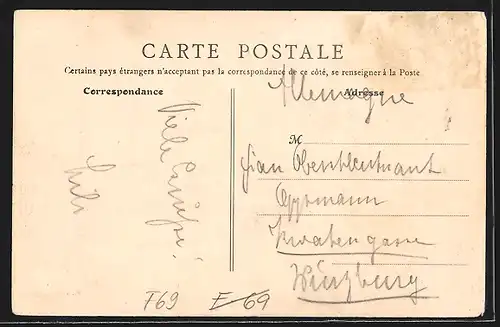 CARTE POSTALE
Certains pays étrangers n'acceptant pas la correspondance de ce côté, se renseigner à la Poste
Correspondance
Adresse
Allemagne
Viele Grüße!
M
Frau Oberstleutnant
Kroatengasse
Würzburg
F69 E-69